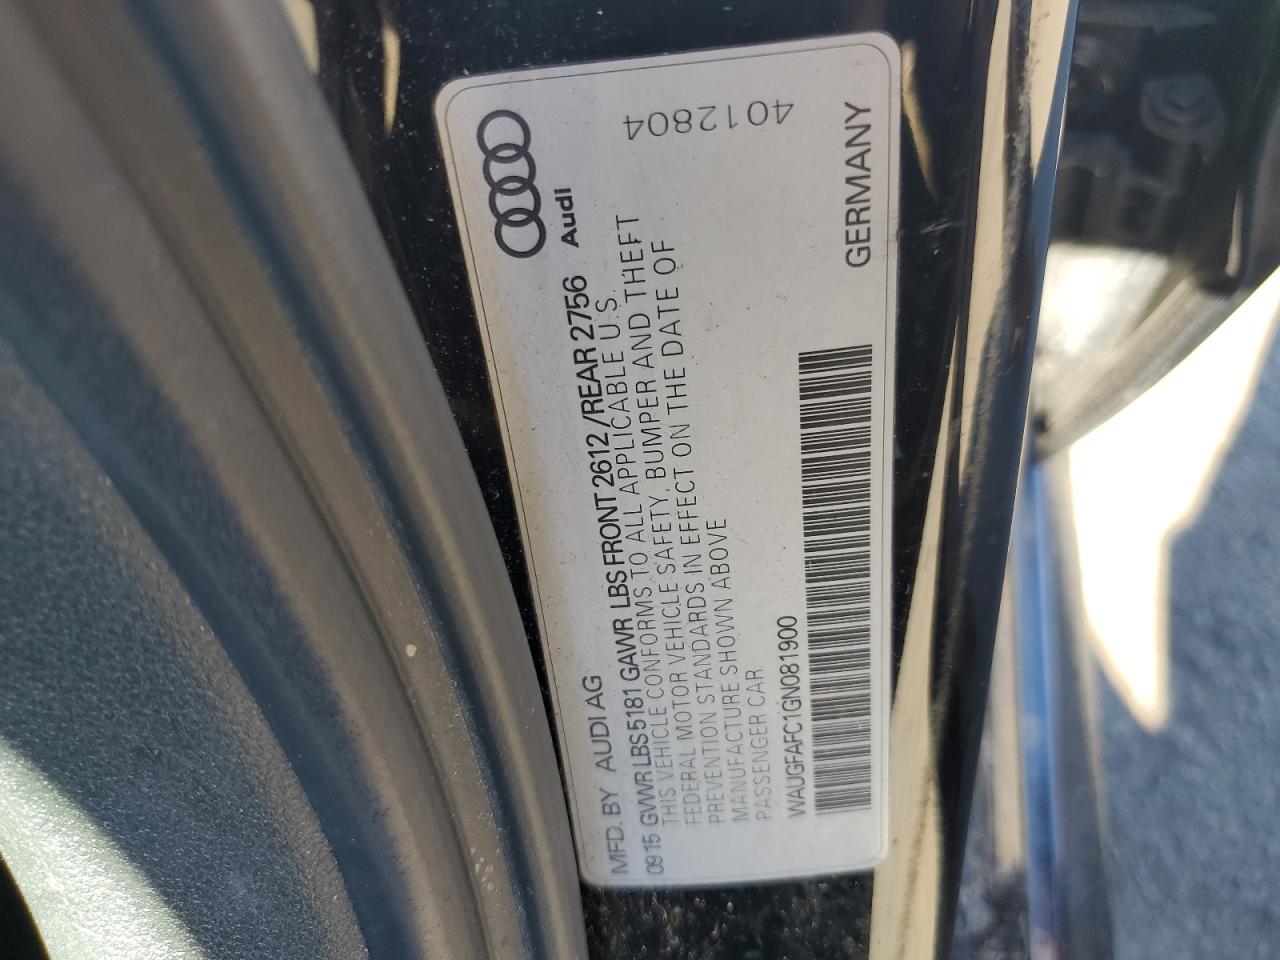 MFD. BY AUDI AG
Audi
09 15 GVWR LBS 5181 GAWR LBS FRONT 2612 /REAR 2756
THIS VEHICLE CONFORMS TO ALL APPLICABLE U.S.
FEDERAL MOTOR VEHICLE SAFETY, BUMPER AND THEFT
PREVENTION STANDARDS IN EFFECT ON THE DATE OF
MANUFACTURE SHOWN ABOVE
PASSENGER CAR
WAUGFAFC1GN081900
GERMANY
4012804